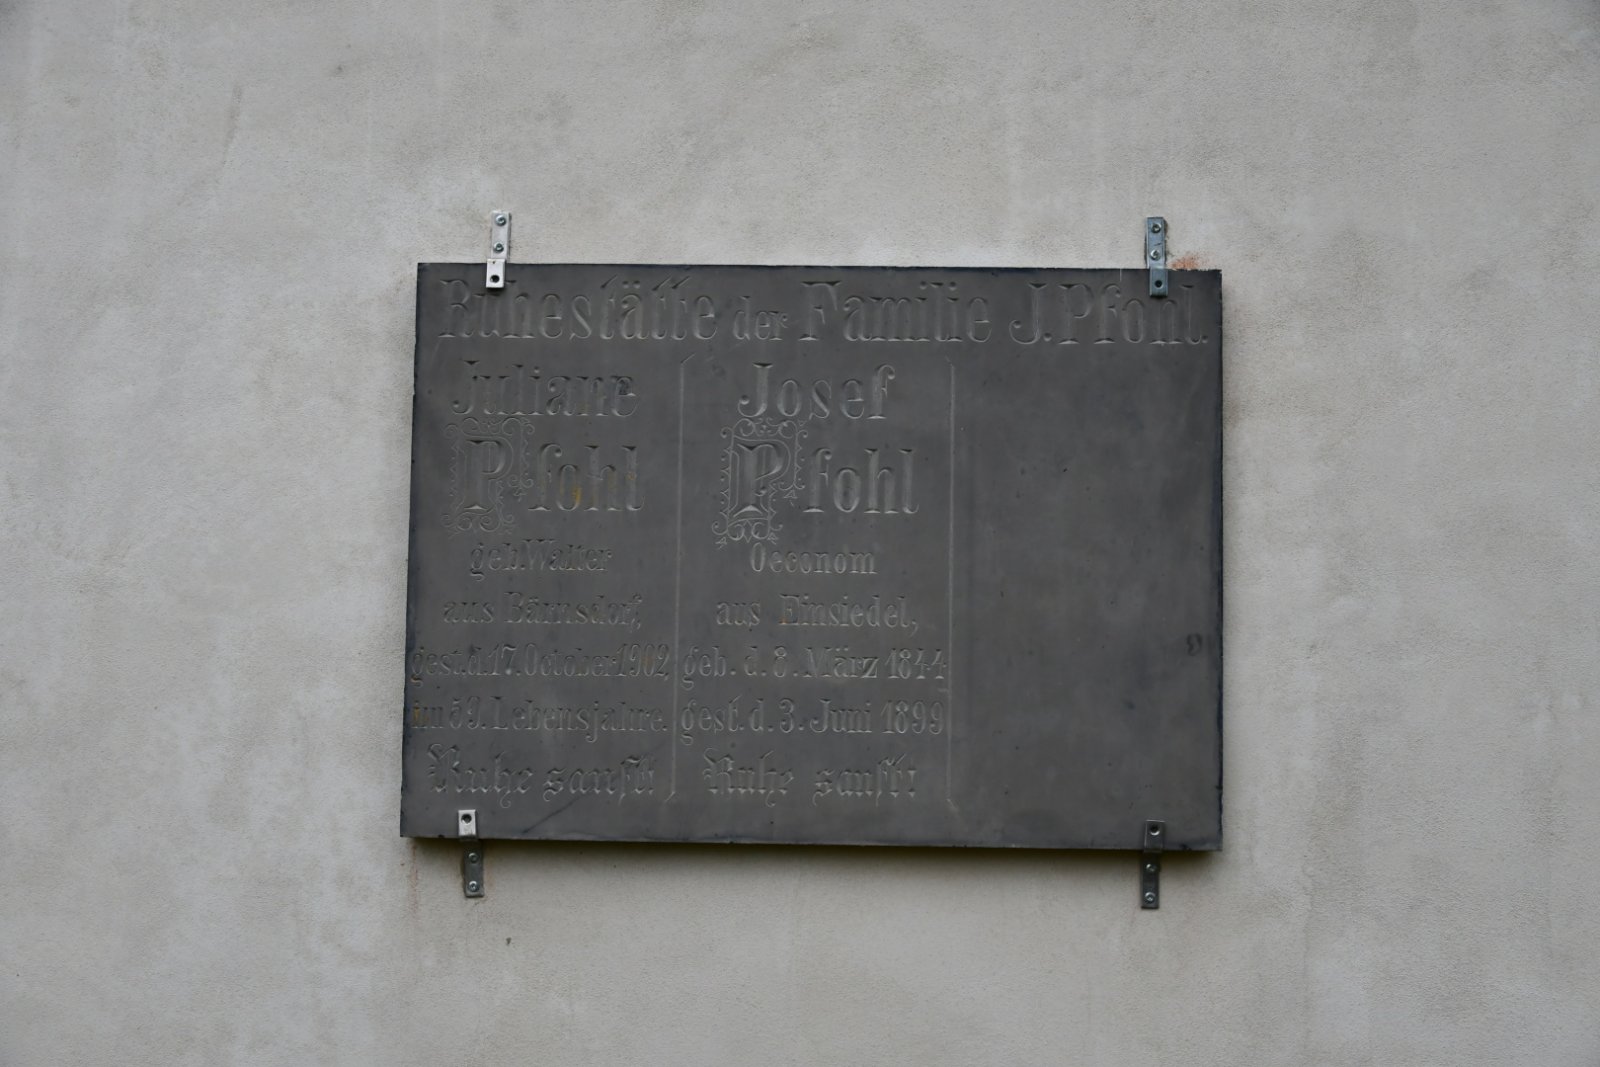 Ruhestätte der Familie J. Pfohl.
Juliane
Pfohl
geb. Walter
aus Bärnsdorf,
gest. d. 17. October 1902,
im 59. Lebensjahre.
Ruhe sanft!
Josef
Pfohl
Oeconom
aus Einsiedel,
geb. d. 8. März 1844
gest. d. 3. Juni 1899
Ruhe sanft!